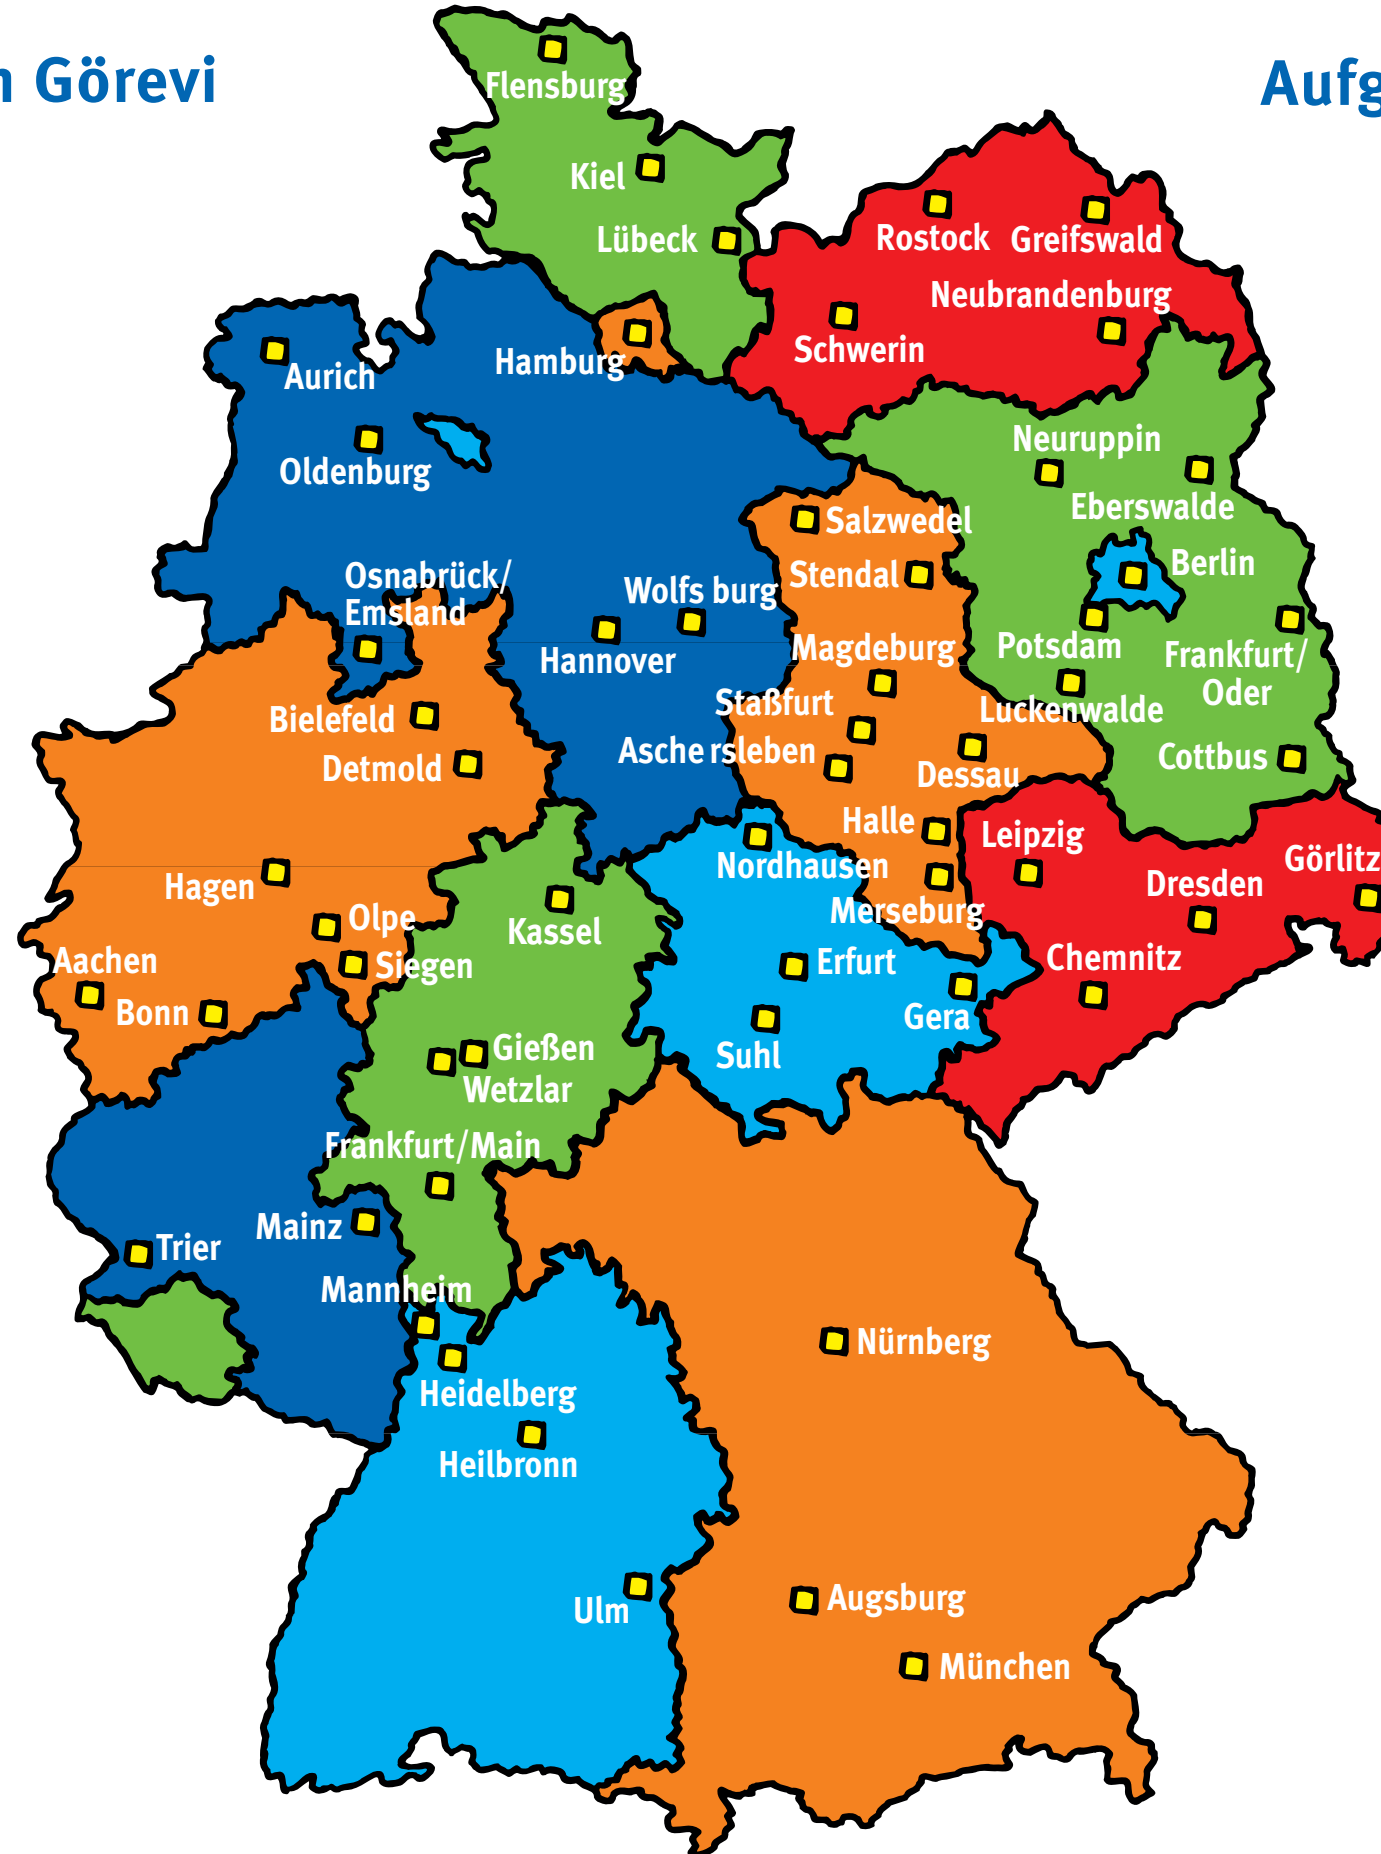 n Görevi
Aufg
Flensburg
Kiel
Lübeck
Rostock
Greifswald
Neubrandenburg
Schwerin
Hamburg
Aurich
Oldenburg
Neuruppin
Eberswalde
Salzwedel
Stendal
Berlin
Osnabrück/
Emsland
Wolfs burg
Hannover
Magdeburg
Potsdam
Frankfurt/
Oder
Staßfurt
Luckenwalde
Bielefeld
Detmold
Asche rsleben
Dessau
Cottbus
Halle
Leipzig
Nordhausen
Görlitz
Dresden
Hagen
Olpe
Kassel
Merseburg
Aachen
Siegen
Erfurt
Chemnitz
Bonn
Gera
Gießen
Suhl
Wetzlar
Frankfurt/Main
Mainz
Trier
Mannheim
Nürnberg
Heidelberg
Heilbronn
Ulm
Augsburg
München